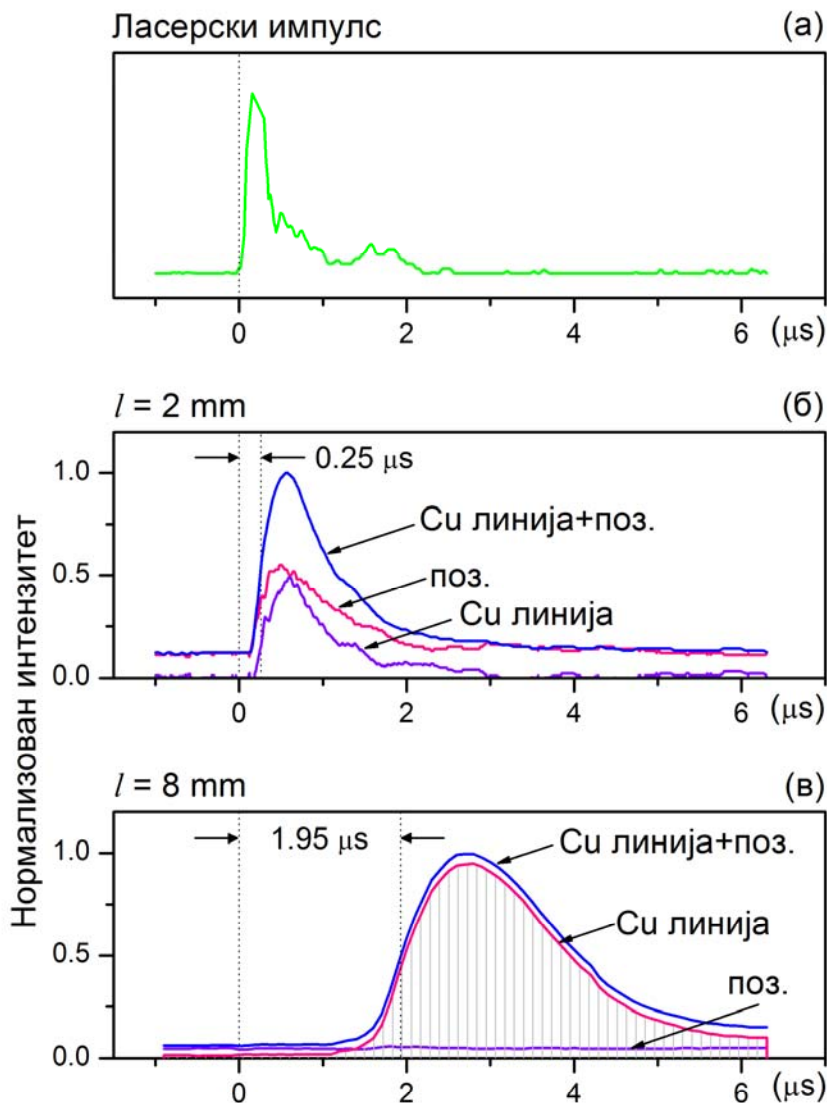 Ласерски импулс
(а)
0 2 4 6 (μs)
l = 2 mm
(б)
0.25 μs
1.0
Cu линија+поз.
поз.
0.5
Cu линија
0.0
0 2 4 6 (μs)
Нормализован интензитет
l = 8 mm
(в)
1.95 μs
1.0
Cu линија+поз.
Cu линија
0.5
поз.
0.0
0 2 4 6 (μs)